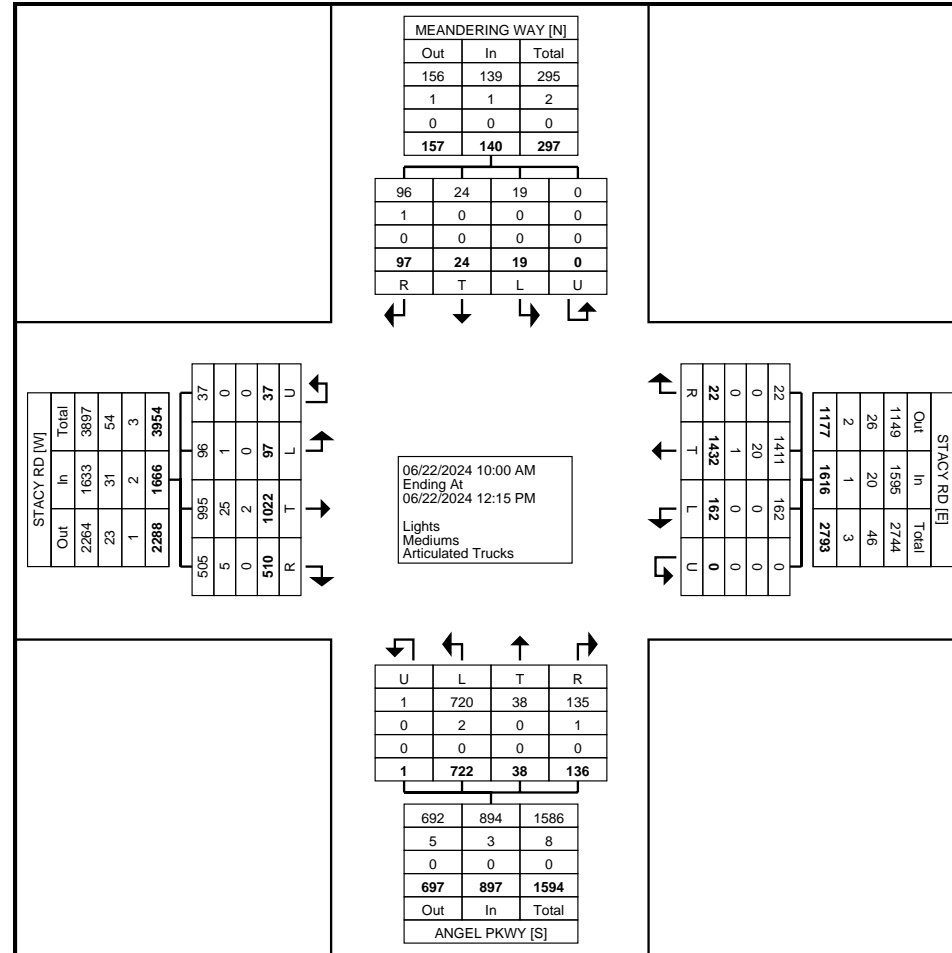 MEANDERING WAY [N]
Out In Total
156 139 295
1 1 2
0 0 0
157 140 297
96 24 19 0
1 0 0 0
0 0 0 0
97 24 19 0
R T L U
STACY RD [W]
Total 3897 54 3 3954
In 1633 31 2 1666
Out 2264 23 1 2288
37 0 0 37 U
96 1 0 97 L
995 25 2 1022 T
505 5 0 510 R
06/22/2024 10:00 AM
Ending At
06/22/2024 12:15 PM
Lights
Mediums
Articulated Trucks
R 22 0 0 22
T 1432 1 20 1411
L 162 0 0 162
U 0 0 0 0
1177 2 26 1149 Out
1616 1 20 1595 In
2793 3 46 2744 Total
STACY RD [E]
U L T R
1 720 38 135
0 2 0 1
0 0 0 0
1 722 38 136
692 894 1586
5 3 8
0 0 0
697 897 1594
Out In Total
ANGEL PKWY [S]